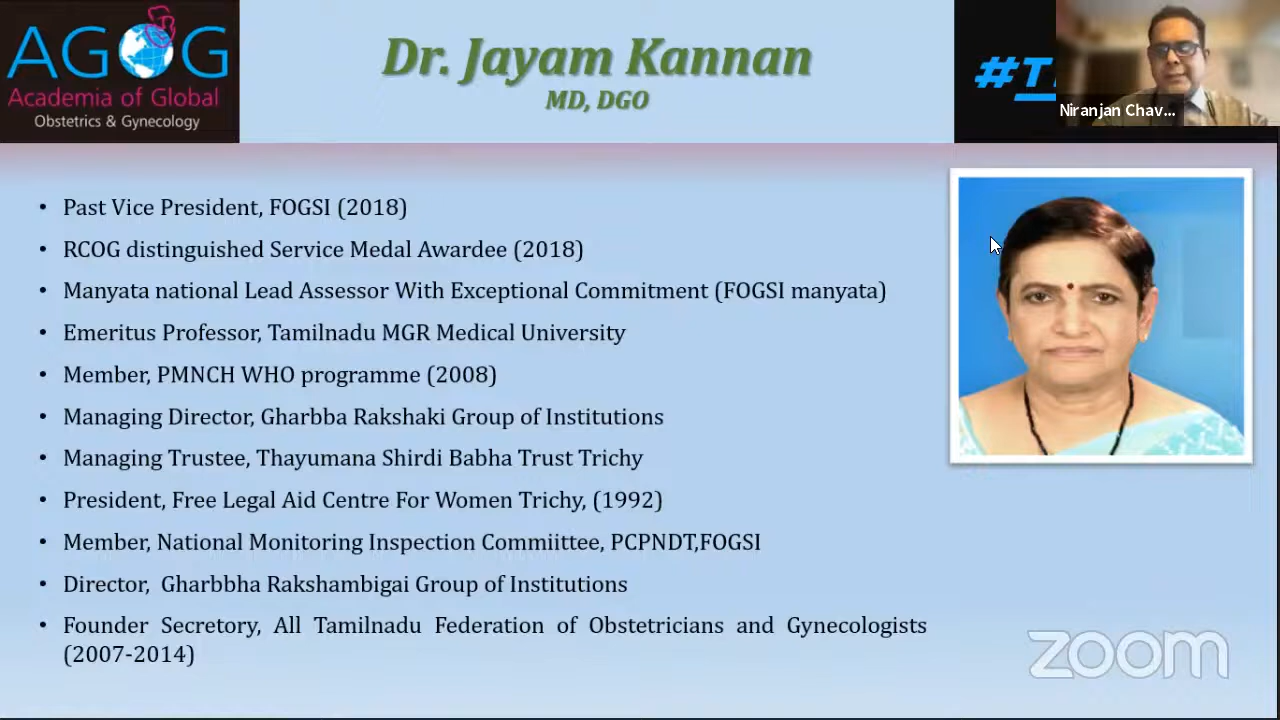 AGOG
Academia of Global
Obstetrics & Gynecology
Dr. Jayam Kannan
MD, DGO
Niranjan Chav...
• Past Vice President, FOGSI (2018)
• RCOG distinguished Service Medal Awardee (2018)
• Manyata national Lead Assessor With Exceptional Commitment (FOGSI manyata)
• Emeritus Professor, Tamilnadu MGR Medical University
• Member, PMNCH WHO programme (2008)
• Managing Director, Gharbba Rakshaki Group of Institutions
• Managing Trustee, Thayumana Shirdi Babha Trust Trichy
• President, Free Legal Aid Centre For Women Trichy, (1992)
• Member, National Monitoring Inspection Commiittee, PCPNDT,FOGSI
• Director, Gharbbha Rakshambigai Group of Institutions
• Founder Secretary, All Tamilnadu Federation of Obstetricians and Gynecologists
(2007-2014)
zoom